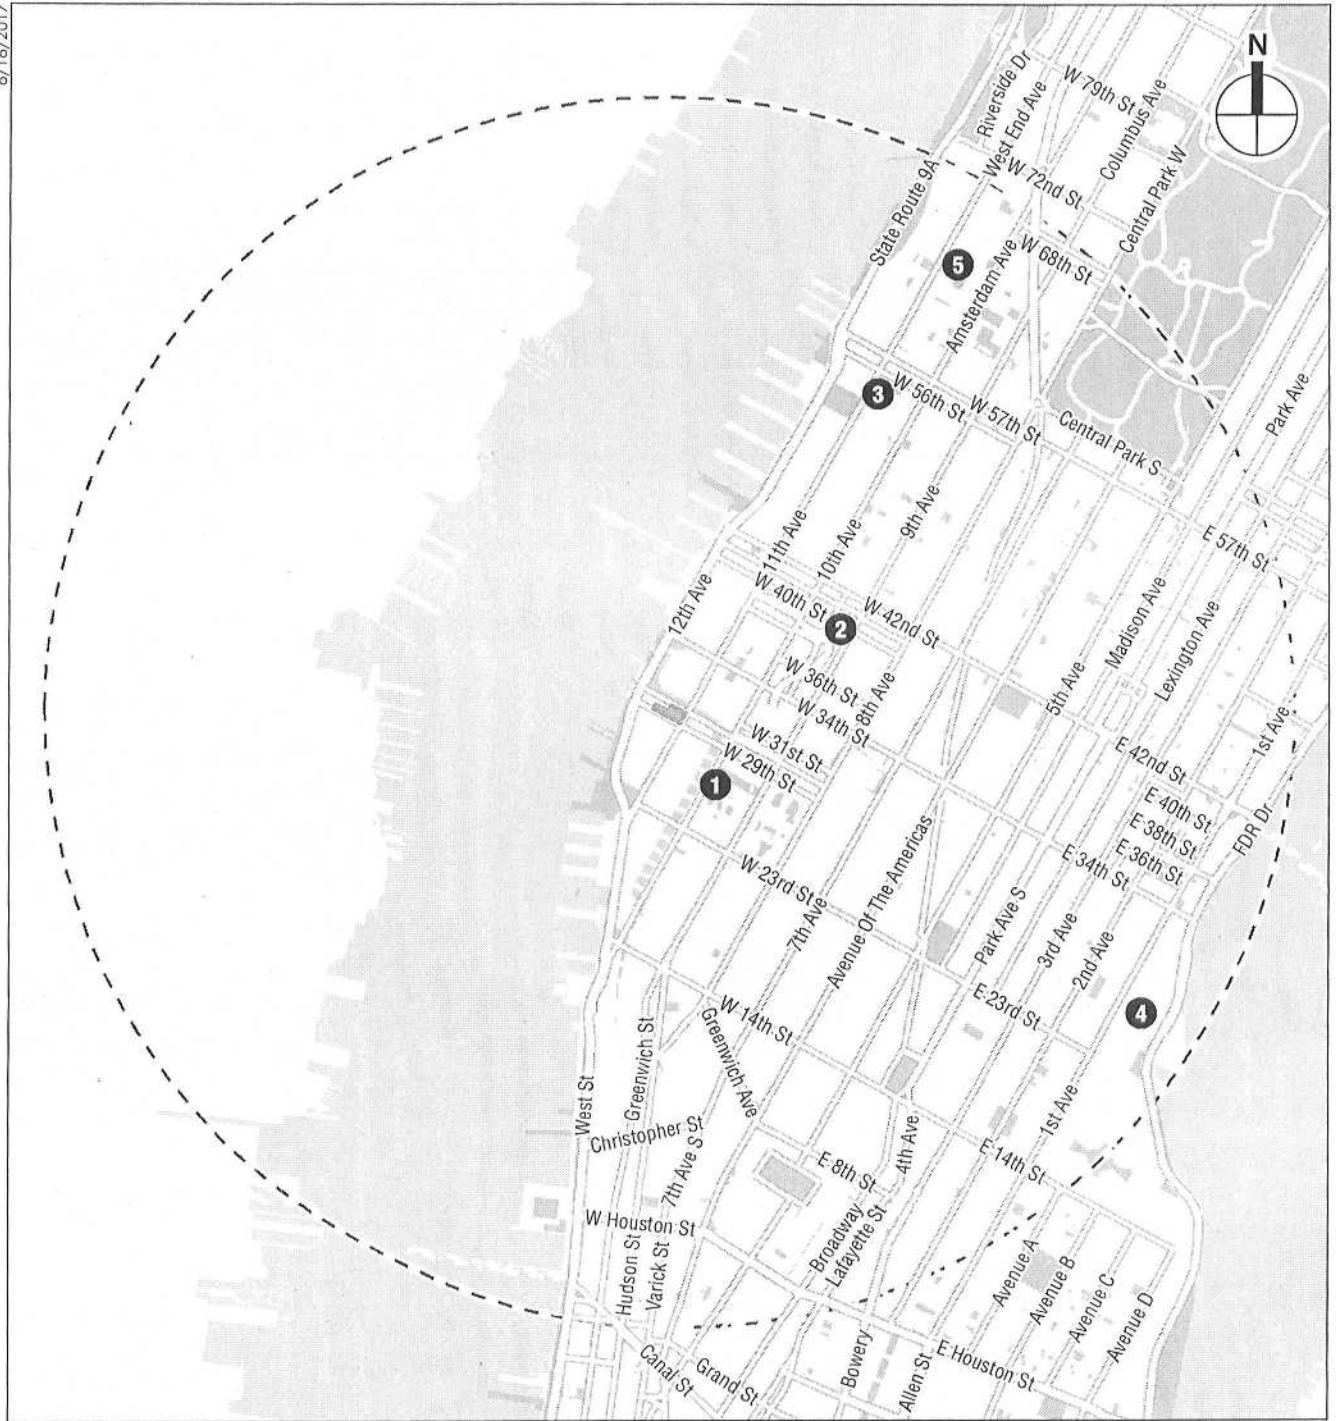 6/18/2012
N
Riverside Dr
West End Ave
W 79th St
Columbus Ave
Central Park W
W 72nd St
State Route 9A
W 68th St
5
Amsterdam Ave
3
W 56th St
W 57th St
Central Park S
Park Ave
E 57th St
11th Ave
10th Ave
9th Ave
12th Ave
W 40th St
2
W 42nd St
Madison Ave
Lexington Ave
W 36th St
8th Ave
W 34th St
5th Ave
1st Ave
W 31st St
W 29th St
1
E 42nd St
E 40th St
E 38th St
E 36th St
FDR Dr
E 34th St
W 23rd St
7th Ave
Avenue Of The Americas
Park Ave S
3rd Ave
2nd Ave
E 23rd St
4
W 14th St
Greenwich St
Greenwich Ave
West St
Christopher St
7th Ave S
1st Ave
4th Ave
E 14th St
E 8th St
W Houston St
Hudson St
Varick St
Broadway
Lafayette St
Avenue A
Avenue B
Avenue C
Avenue D
Canal St
Grand St
Bowery
Allen St
E Houston St